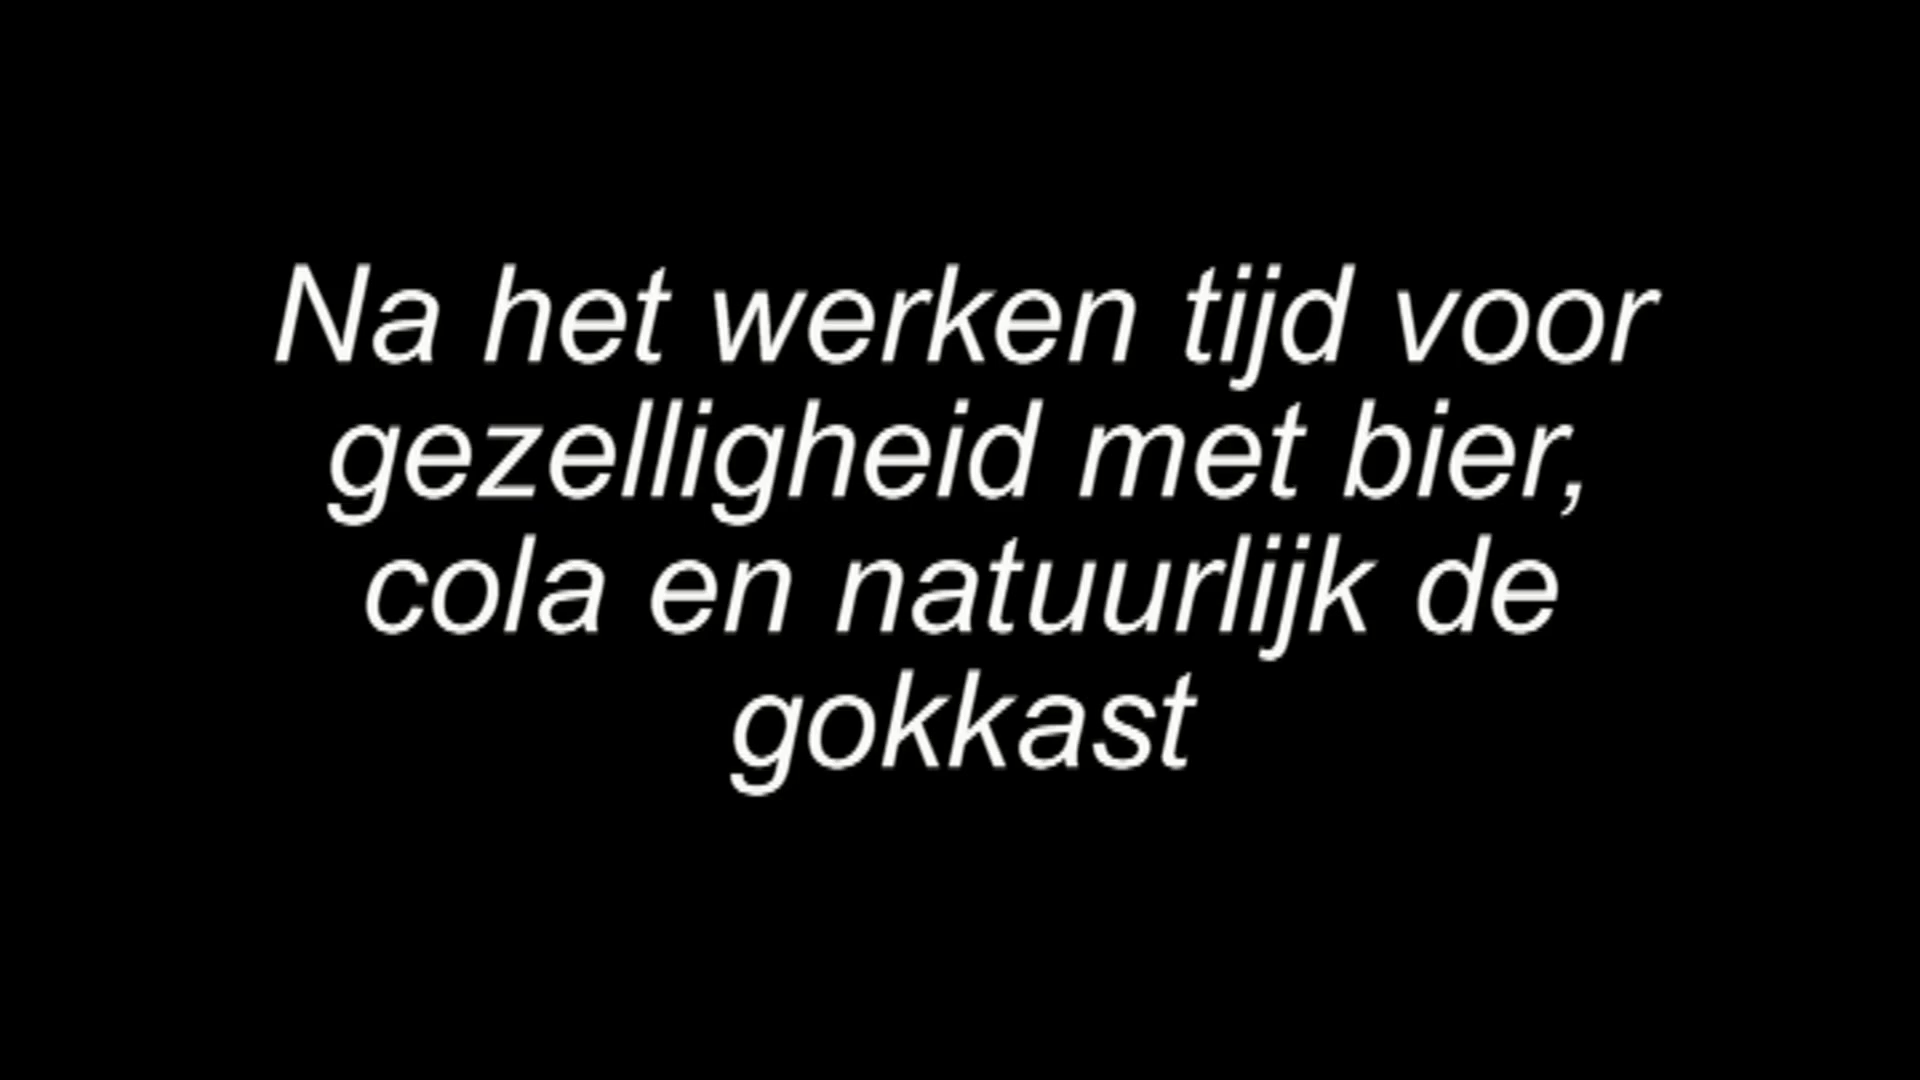 Na het werken tijd voor
gezelligheid met bier,
cola en natuurlijk de
gokkast